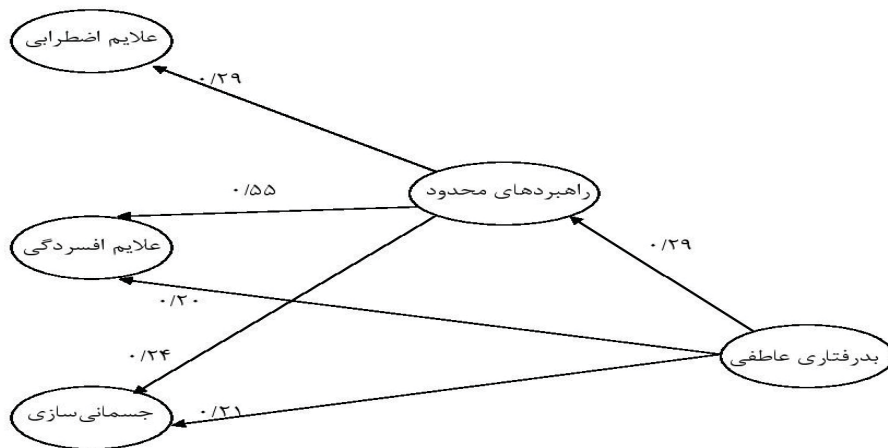 علایم اضطرابی
۰/۲۹
راهبردهای محدود
۰/۵۵
علایم افسردگی
۰/۲۹
۰/۲۰
۰/۲۴
بدرفتاری عاطفی
جسمانی‌سازی
۰/۲۱